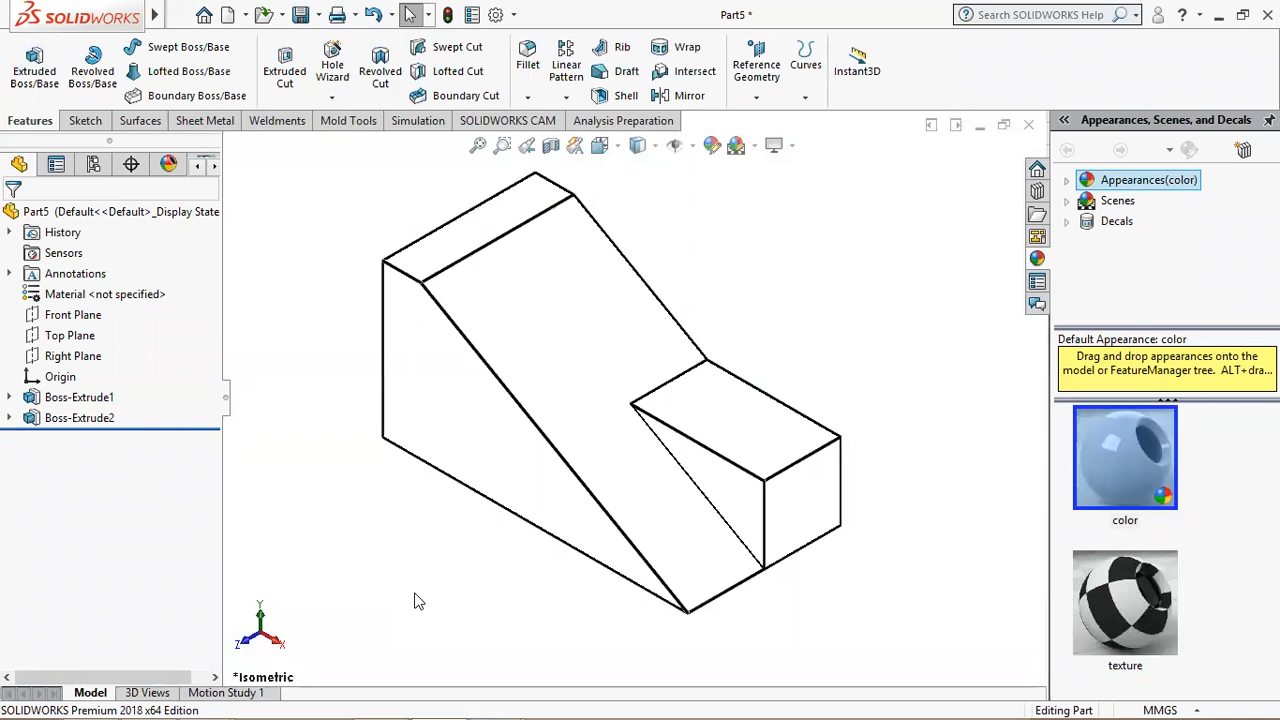 SOLIDWORKS
Part5 *
Search SOLIDWORKS Help
Extruded Boss/Base
Revolved Boss/Base
Swept Boss/Base
Lofted Boss/Base
Boundary Boss/Base
Extruded Cut
Hole Wizard
Revolved Cut
Swept Cut
Lofted Cut
Boundary Cut
Fillet
Linear Pattern
Rib
Draft
Shell
Wrap
Intersect
Mirror
Reference Geometry
Curves
Instant3D
Features
Sketch
Surfaces
Sheet Metal
Weldments
Mold Tools
Simulation
SOLIDWORKS CAM
Analysis Preparation
Part5 (Default<<Default>_Display State
History
Sensors
Annotations
Material <not specified>
Front Plane
Top Plane
Right Plane
Origin
Boss-Extrude1
Boss-Extrude2
Y
Z
X
*Isometric
Appearances, Scenes, and Decals
Appearances(color)
Scenes
Decals
Default Appearance: color
Drag and drop appearances onto the
model or FeatureManager tree. ALT+dra...
color
texture
Model
3D Views
Motion Study 1
SOLIDWORKS Premium 2018 x64 Edition
Editing Part
MMGS